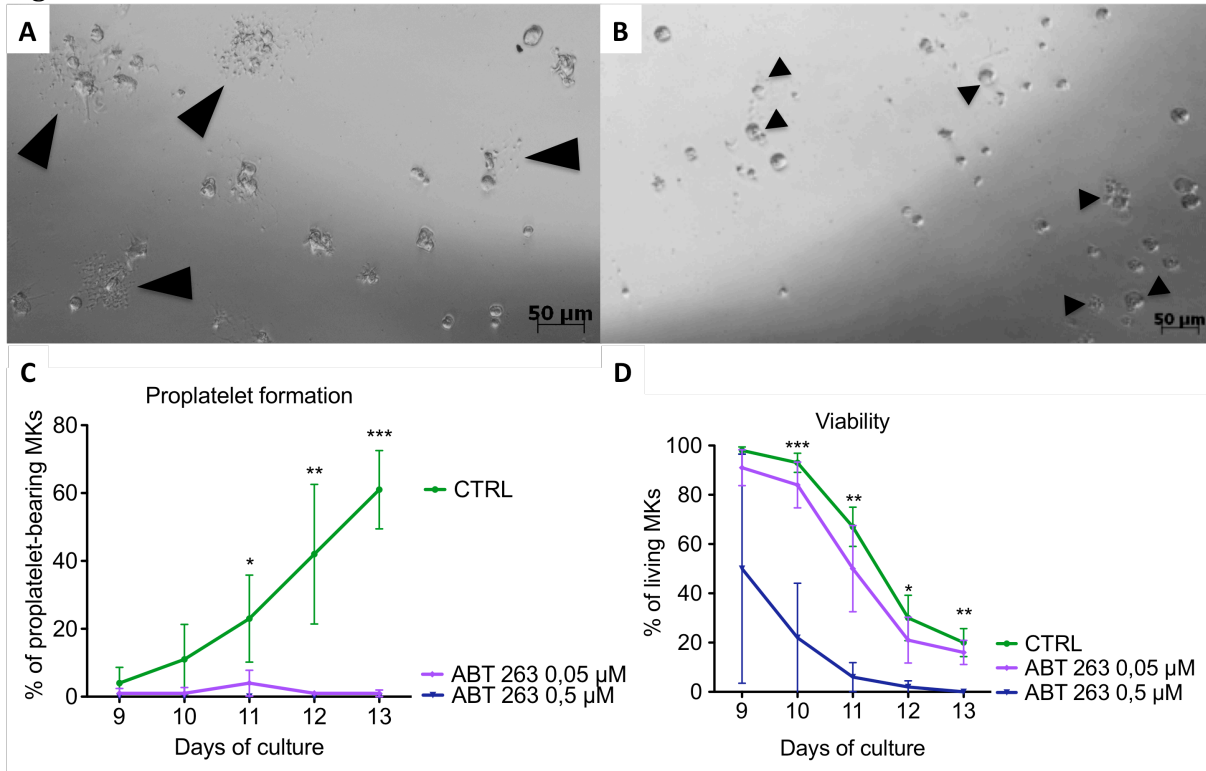 A
B
50 µm
50 µm
C
D
Proplatelet formation
% of proplatelet-bearing MKs
80
60
40
20
0
*
**
***
9 10 11 12 13
Days of culture
CTRL
ABT 263 0,05 µM
ABT 263 0,5 µM
Viability
% of living MKs
100
80
60
40
20
0
***
**
*
**
9 10 11 12 13
Days of culture
CTRL
ABT 263 0,05 µM
ABT 263 0,5 µM